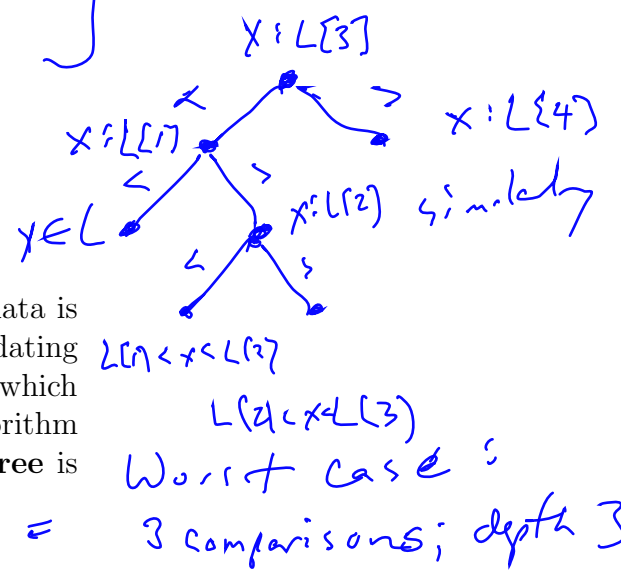 x : L[3]
< >
x : L[4]
x : L[1]
< >
x : L[2] similarly
x ∈ L
< >
data is
L[1] < x < L[2]
dating
which
L[2] < x < L[3]
orithm
ree is
Worst case :
= 3 comparisons; depth 3